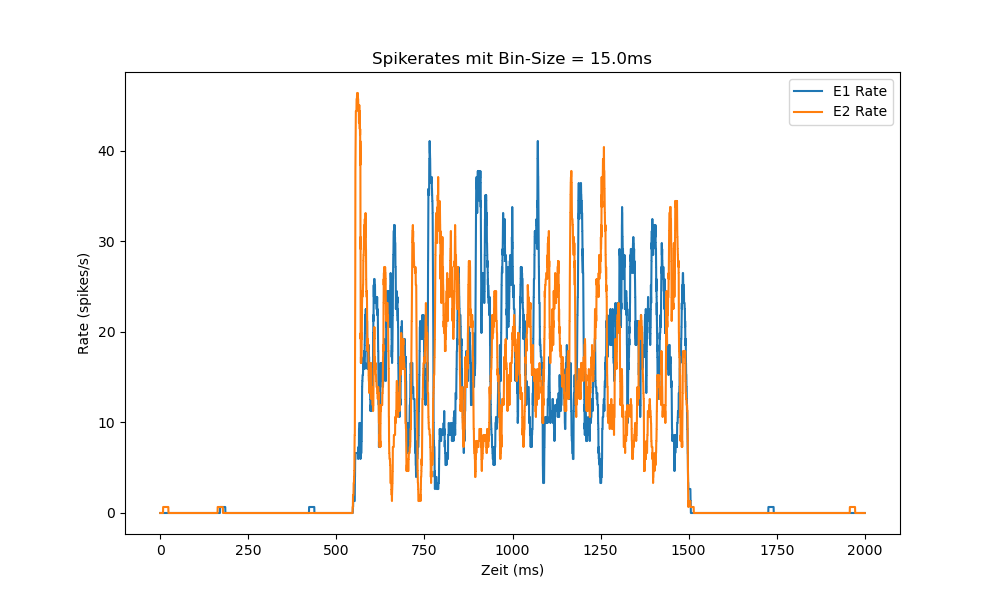 Spikerates mit Bin-Size = 15.0ms
E1 Rate
E2 Rate
Rate (spikes/s)
40
30
20
10
0
0 250 500 750 1000 1250 1500 1750 2000
Zeit (ms)